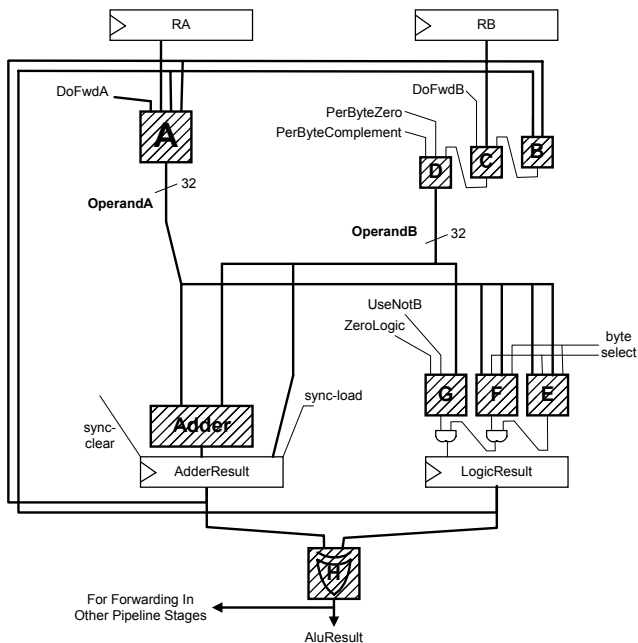 RA
RB
DoFwdA
DoFwdB
PerByteZero
PerByteComplement
A
B
C
D
32
OperandA
OperandB
32
UseNotB
ZeroLogic
byte
select
G
F
E
sync-load
sync-
clear
Adder
AdderResult
LogicResult
H
For Forwarding In
Other Pipeline Stages
AluResult